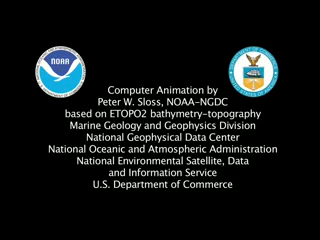 NOAA
Computer Animation by
Peter W. Sloss, NOAA-NGDC
based on ETOPO2 bathymetry-topography
Marine Geology and Geophysics Division
National Geophysical Data Center
National Oceanic and Atmospheric Administration
National Environmental Satellite, Data
and Information Service
U.S. Department of Commerce